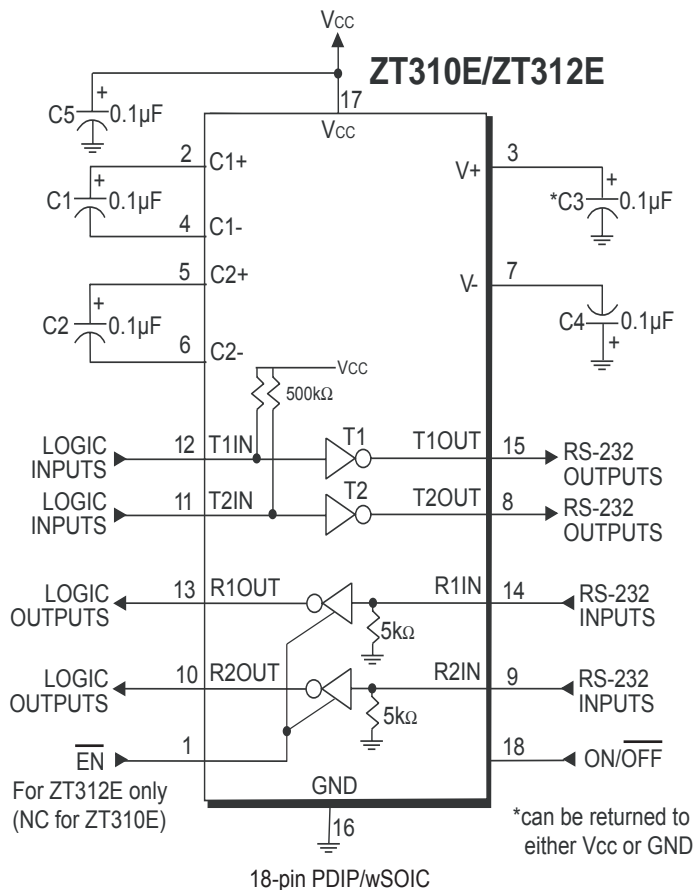 Vcc
ZT310E/ZT312E
+
C5
0.1µF
17
Vcc
2
C1+
+
C1
0.1µF
4
C1-
V+
3
+
*C3
0.1µF
5
C2+
+
C2
0.1µF
6
C2-
V-
7
C4
0.1µF
+
Vcc
500kΩ
LOGIC
INPUTS
12
T1IN
T1
T1OUT
15
RS-232
OUTPUTS
LOGIC
INPUTS
11
T2IN
T2
T2OUT
8
RS-232
OUTPUTS
LOGIC
OUTPUTS
13
R1OUT
R1IN
14
RS-232
INPUTS
5kΩ
LOGIC
OUTPUTS
10
R2OUT
R2IN
9
RS-232
INPUTS
5kΩ
EN
1
18
ON/OFF
For ZT312E only
(NC for ZT310E)
GND
16
*can be returned to
either Vcc or GND
18-pin PDIP/wSOIC